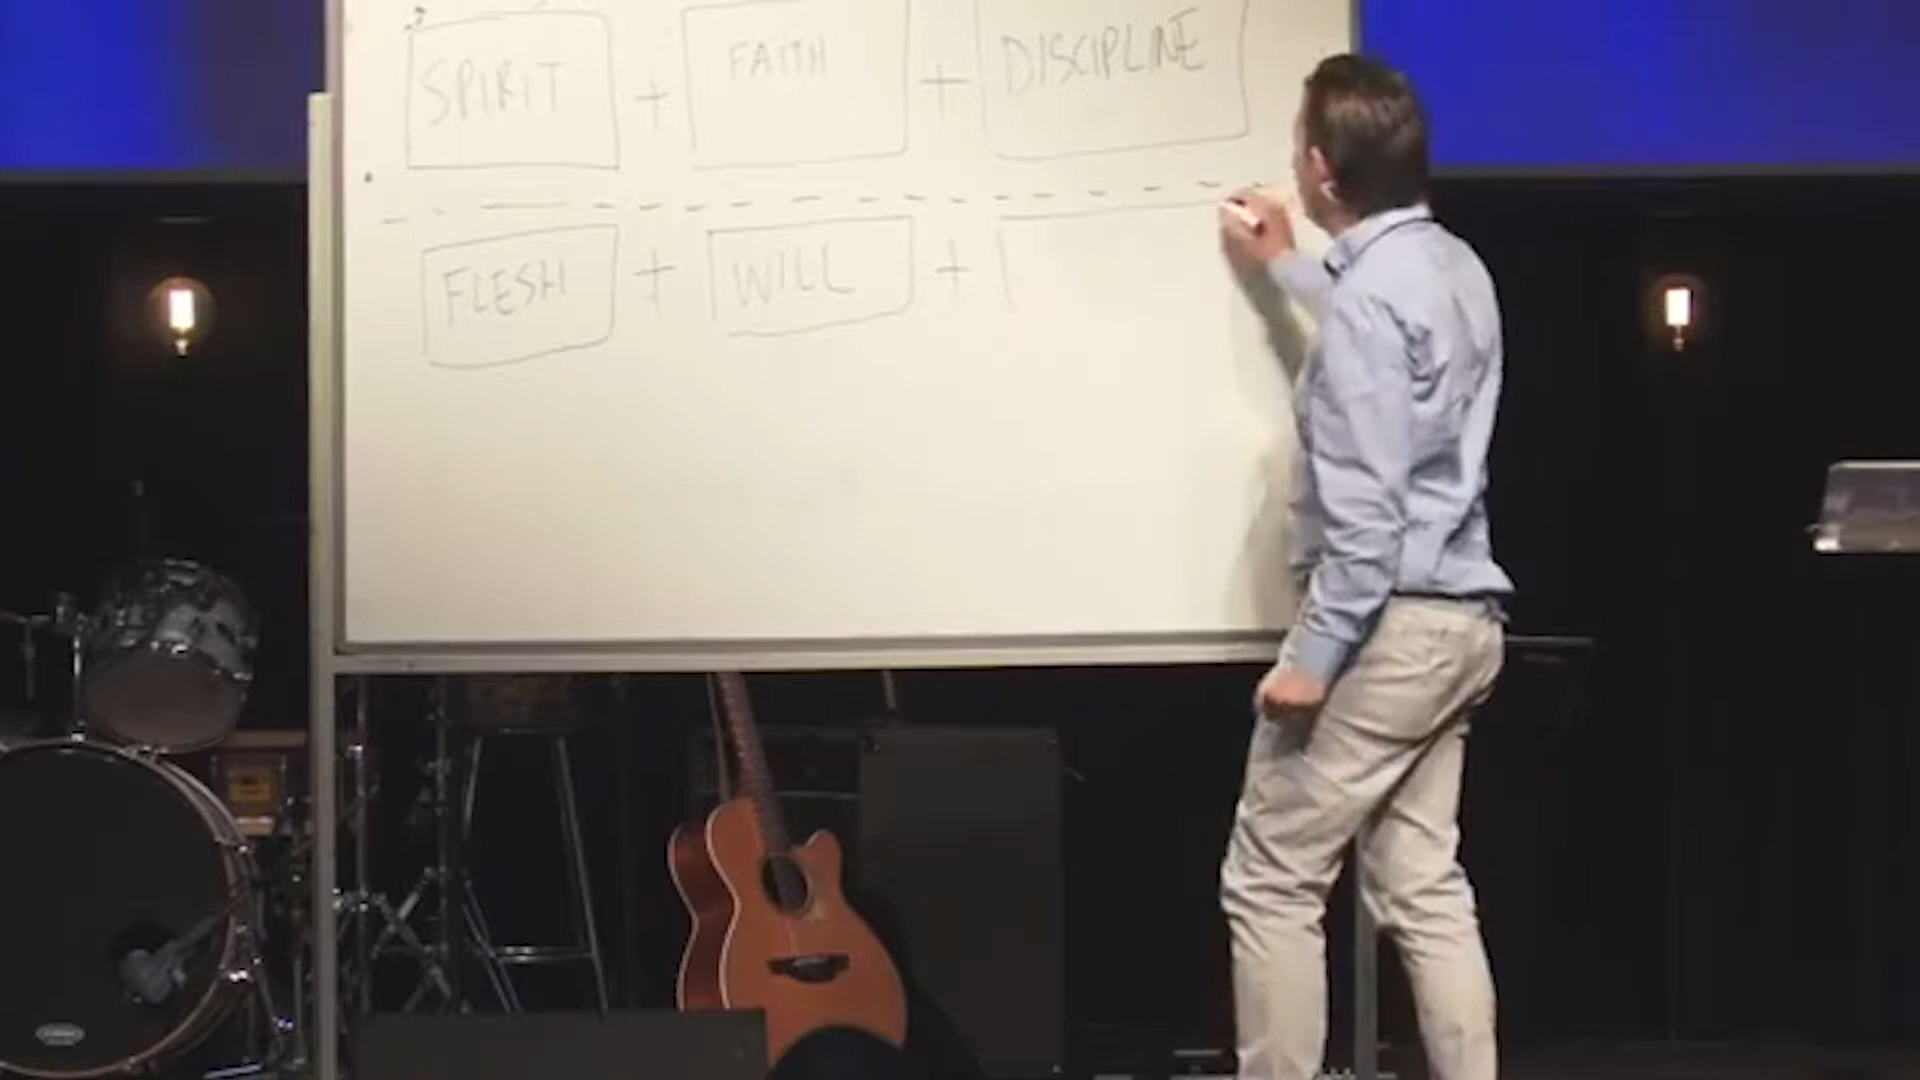 SPIRIT + FAITH + DISCIPLINE
FLESH + WILL +